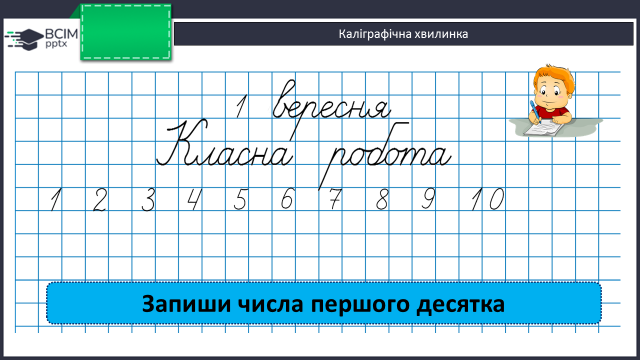 ВСІМ
pptx
Каліграфічна хвилинка
1 вересня
Класна робота
1 2 3 4 5 6 7 8 9 10
Запиши числа першого десятка